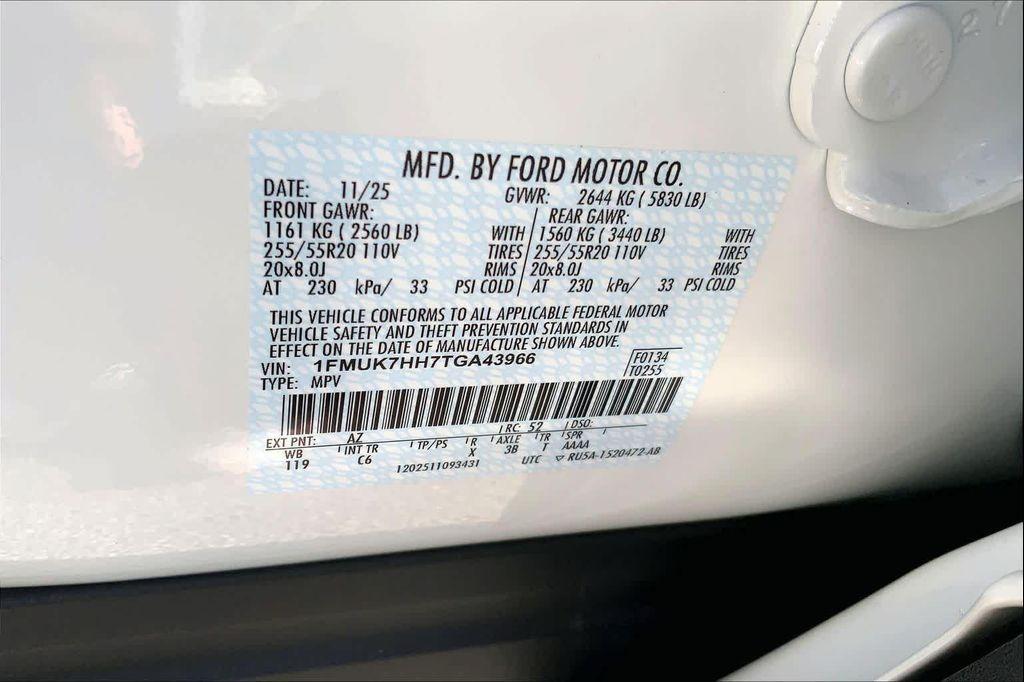 MFD. BY FORD MOTOR CO.
DATE: 11/25 GVWR: 2644 KG ( 5830 LB)
FRONT GAWR: REAR GAWR:
1161 KG ( 2560 LB) WITH 1560 KG ( 3440 LB) WITH
255/55R20 110V TIRES 255/55R20 110V TIRES
20x8.0J RIMS 20x8.0J RIMS
AT 230 kPa/ 33 PSI COLD AT 230 kPa/ 33 PSI COLD
THIS VEHICLE CONFORMS TO ALL APPLICABLE FEDERAL MOTOR
VEHICLE SAFETY AND THEFT PREVENTION STANDARDS IN
EFFECT ON THE DATE OF MANUFACTURE SHOWN ABOVE.
VIN: 1FMUK7HH7TGA43966 F0134
TYPE: MPV T0255
EXT PNT: AZ RC: 52 DSO:
WB INT TR TP/PS R AXLE TR SPR
119 C6 X 3B T AAAA
1202511093431 UTC ▽ RU5A-1520472-AB